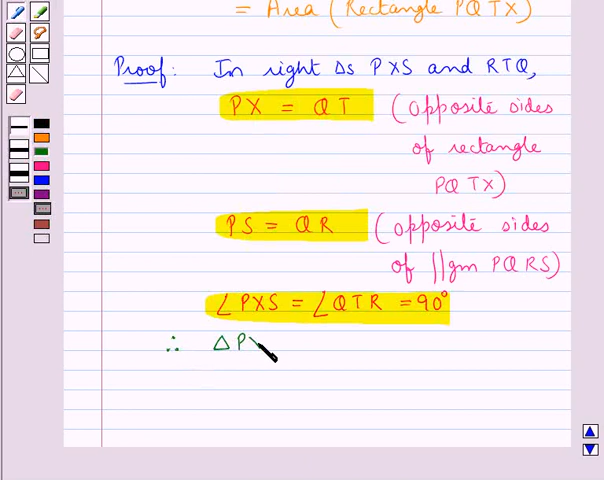 = Area (Rectangle PQTX)
Proof: In right Δs PXS and RTQ,
PX = QT (opposite sides
of rectangle
PQTX)
PS = QR (opposite sides
of ||gm PQRS)
∠PXS = ∠QTR = 90°
∴ ΔPX